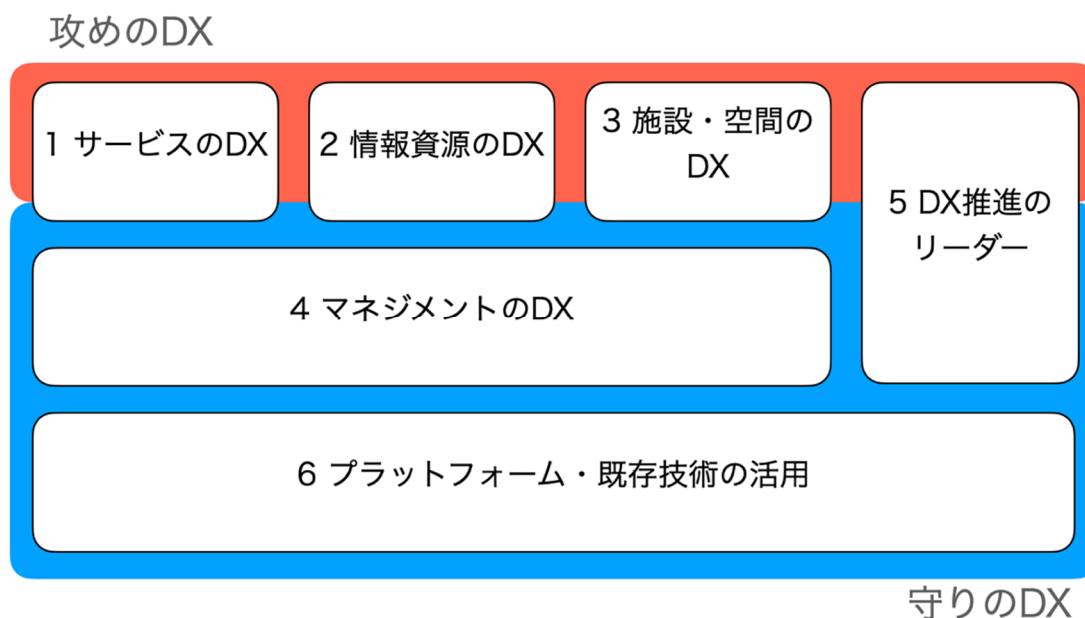 攻めのDX
1 サービスのDX
2 情報資源のDX
3 施設・空間の
DX
5 DX推進の
リーダー
4 マネジメントのDX
6 プラットフォーム・既存技術の活用
守りのDX